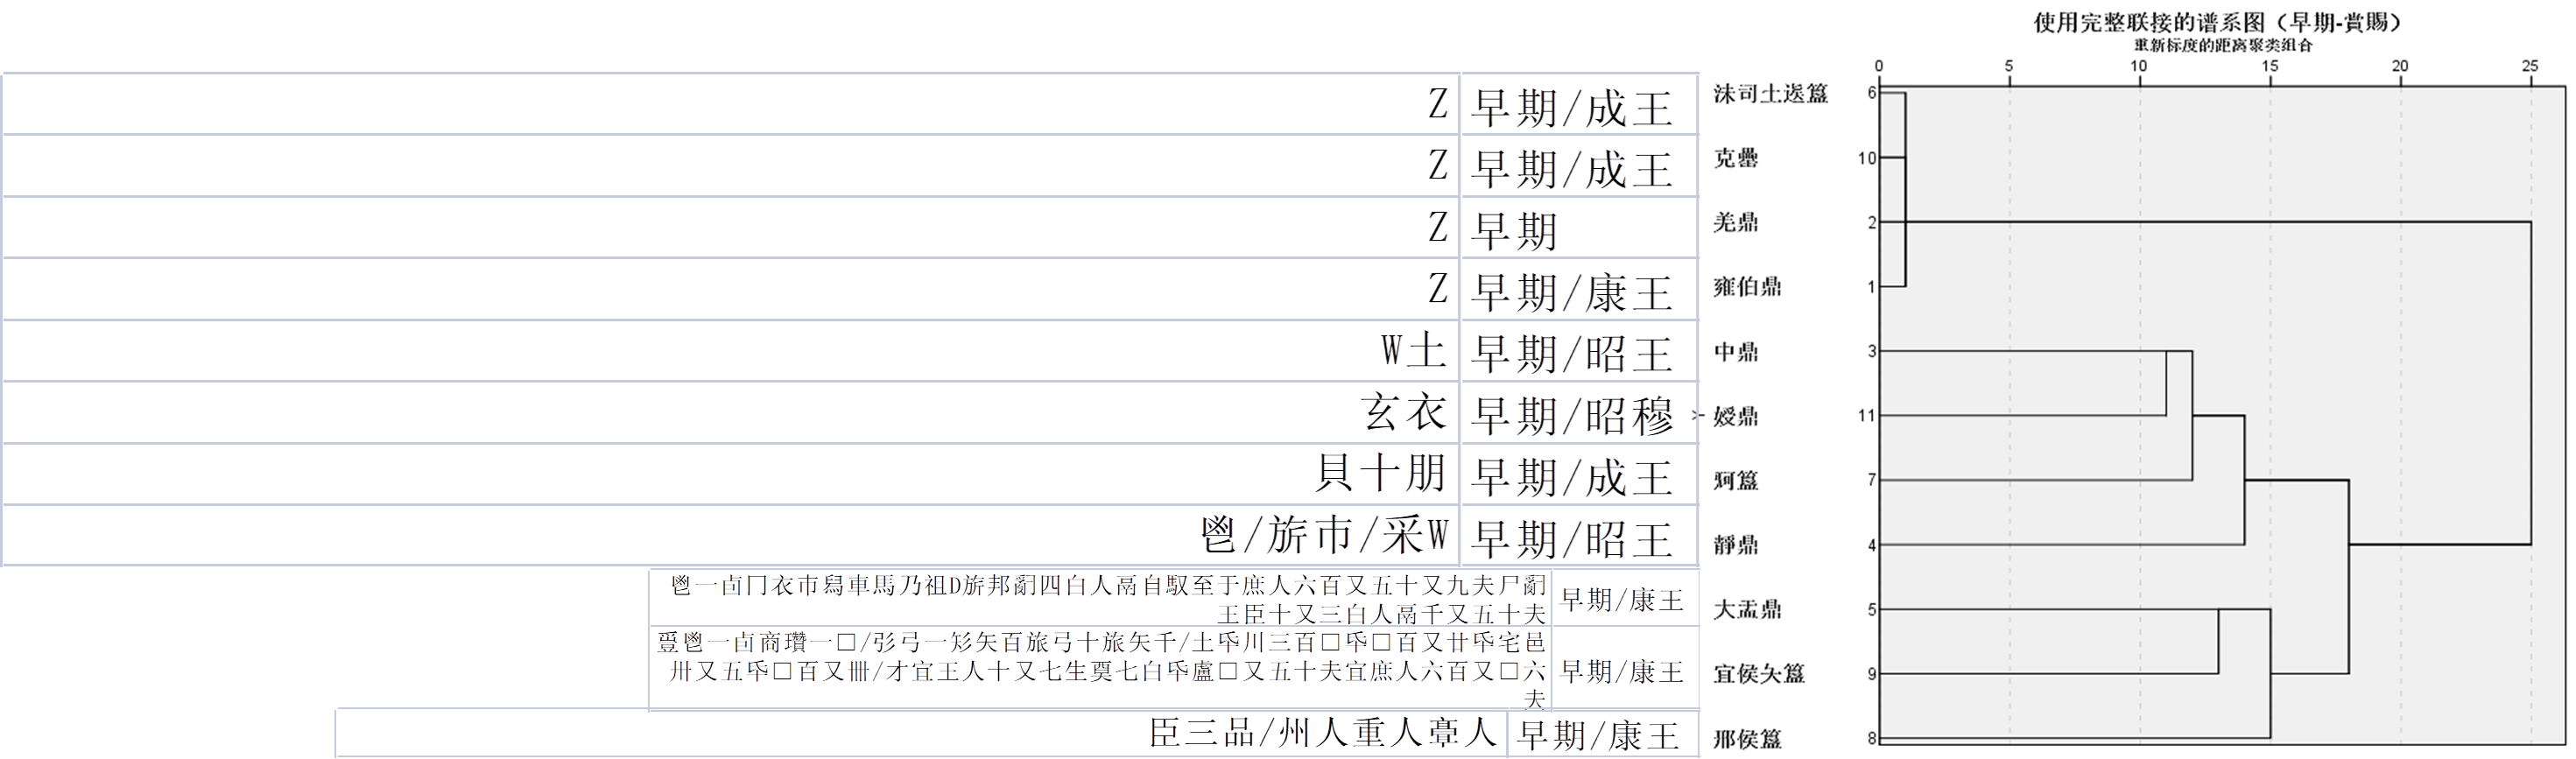 使用完整联接的谱系图（早期-賞賜）
重新标度的距离聚类组合
0 5 10 15 20 25
Z 早期/成王 沬司土逘簋 6
Z 早期/成王 克罍 10
Z 早期 羌鼎 2
Z 早期/康王 雍伯鼎 1
W土 早期/昭王 中鼎 3
玄衣 早期/昭穆 鼎 11
貝十朋 早期/成王 簋 7
鬯/旂市/采W 早期/昭王 靜鼎 4
鬯一卣冂衣市舄車馬乃祖D旂邦嗣四白人鬲自馭至于庶人六百又五十又九夫尸嗣
王臣十又三白人鬲千又五十夫
早期/康王 大盂鼎 5
鬯一卣商瓚一□/弓一矢百旅弓十旅矢千/土氒川三百□氒□百又廿氒宅邑
卅又五氒□百又卌/才宜王人十又七生奠七白氒盧□又五十夫宜庶人六百又□六
夫
早期/康王 宜侯夨簋 9
臣三品/州人重人章人 早期/康王 邢侯簋 8